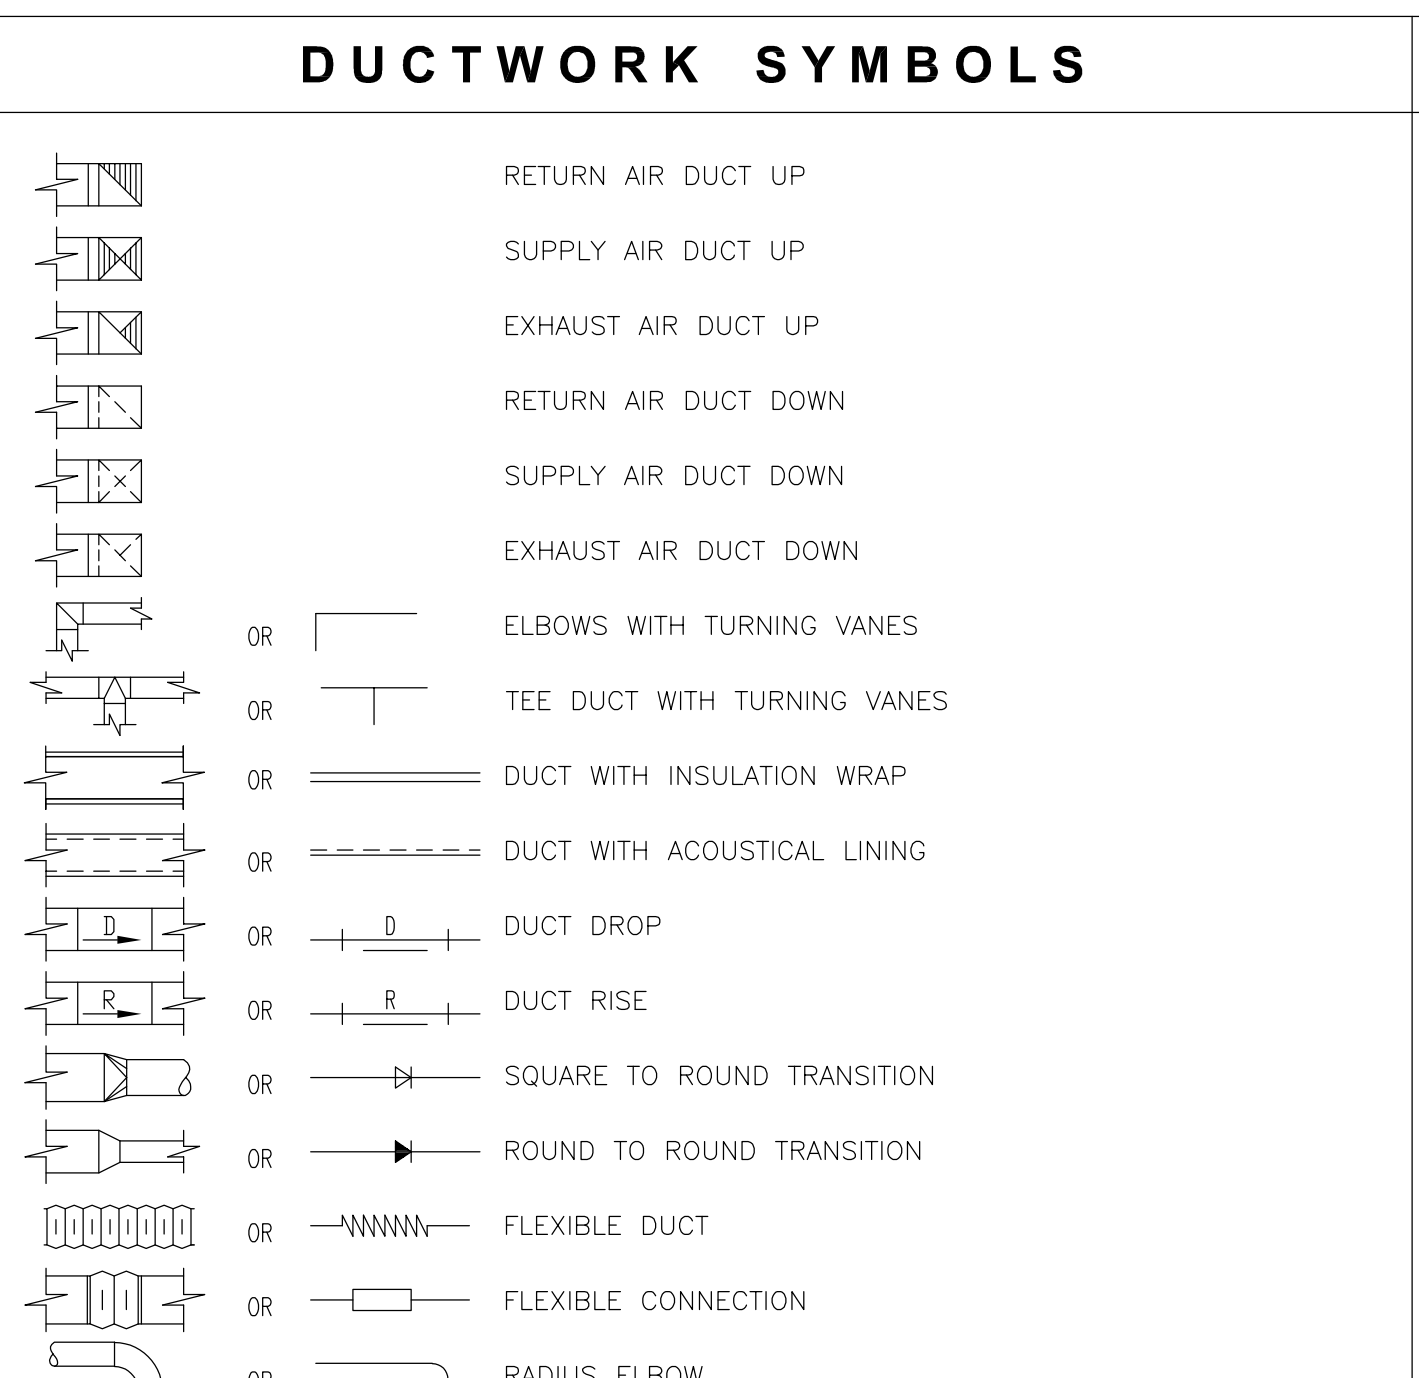 DUCTWORK SYMBOLS
RETURN AIR DUCT UP
SUPPLY AIR DUCT UP
EXHAUST AIR DUCT UP
RETURN AIR DUCT DOWN
SUPPLY AIR DUCT DOWN
EXHAUST AIR DUCT DOWN
OR ELBOWS WITH TURNING VANES
OR TEE DUCT WITH TURNING VANES
OR DUCT WITH INSULATION WRAP
OR DUCT WITH ACOUSTICAL LINING
D OR D DUCT DROP
R OR R DUCT RISE
OR SQUARE TO ROUND TRANSITION
OR ROUND TO ROUND TRANSITION
OR FLEXIBLE DUCT
OR FLEXIBLE CONNECTION
OR RADIUS ELBOW